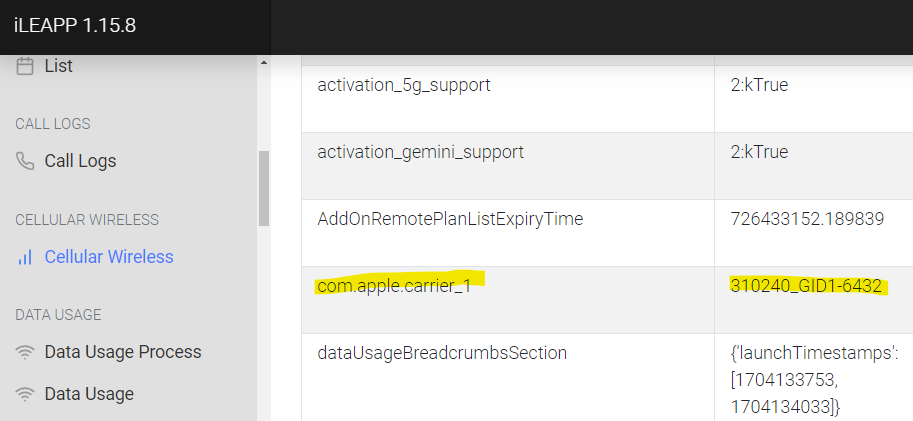 iLEAPP 1.15.8
List
CALL LOGS
Call Logs
CELLULAR WIRELESS
Cellular Wireless
DATA USAGE
Data Usage Process
Data Usage
activation_5g_support
2:kTrue
activation_gemini_support
2:kTrue
AddOnRemotePlanListExpiryTime
726433152.189839
com.apple.carrier_1
310240_GID1-6432
dataUsageBreadcrumbsSection
{'launchTimestamps':
[1704133753,
1704134033]}